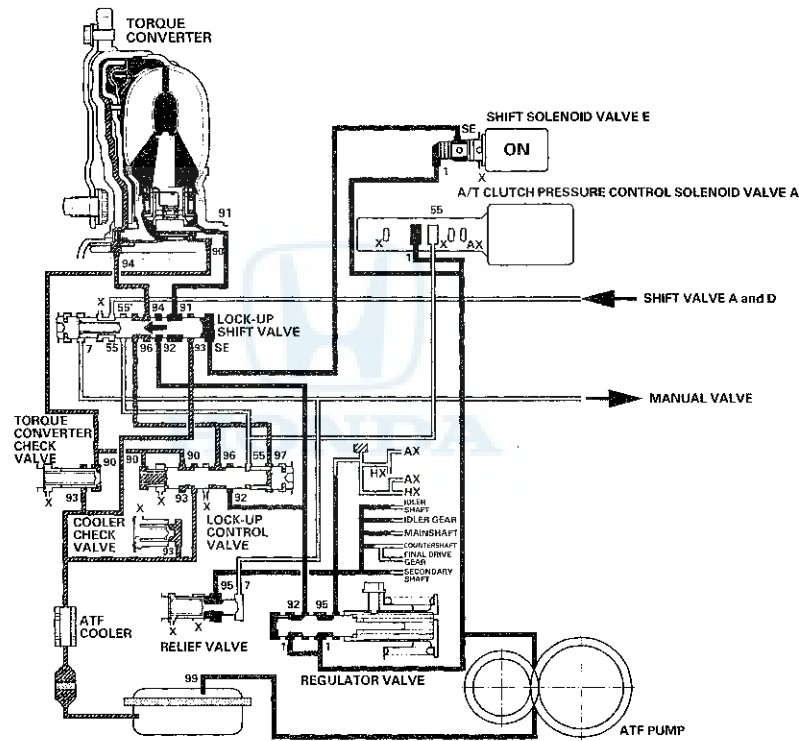 TORQUE
CONVERTER
SHIFT SOLENOID VALVE E
SE
ON
1
X
A/T CLUTCH PRESSURE CONTROL SOLENOID VALVE A
91
55
X
X
AX
90
1
94
X
55'
94
91
SHIFT VALVE A and D
LOCK-UP
SHIFT VALVE
7
55
96
92
93
SE
MANUAL VALVE
TORQUE
CONVERTER
CHECK
VALVE
90
90
90
96
55
97
AX
HX
AX
HX
93
93
X
92
X
X
IDLER
SHAFT
IDLER GEAR
MAINSHAFT
COUNTERSHAFT
FINAL DRIVE
GEAR
SECONDARY
SHAFT
X
COOLER
CHECK
VALVE
93
LOCK-UP
CONTROL
VALVE
95
7
92
95
ATF
COOLER
X
X
RELIEF VALVE
1
1
REGULATOR VALVE
99
ATF PUMP
HONDA